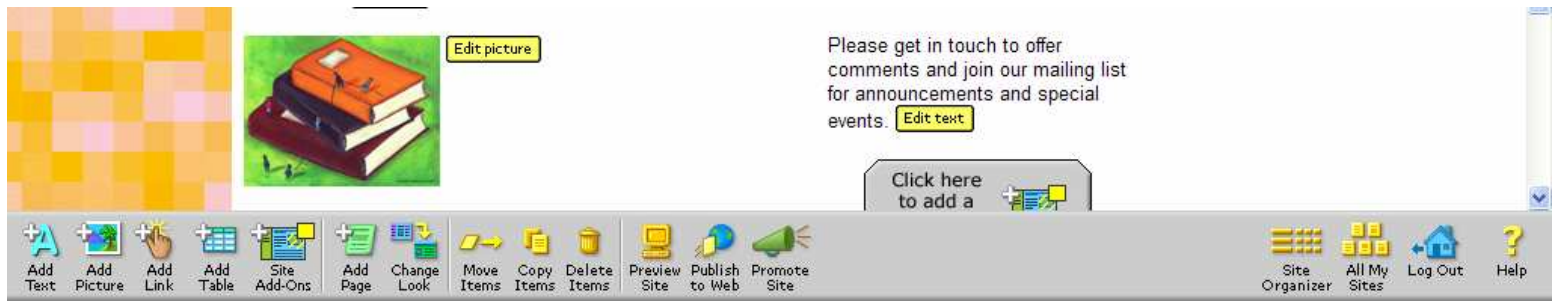 Edit picture
Please get in touch to offer
comments and join our mailing list
for announcements and special
events. Edit text
Click here
to add a
Add Text
Add Picture
Add Link
Add Table
Site Add-Ons
Add Page
Change Look
Move Items
Copy Items
Delete Items
Preview Site
Publish to Web
Promote Site
Site Organizer
All My Sites
Log Out
Help